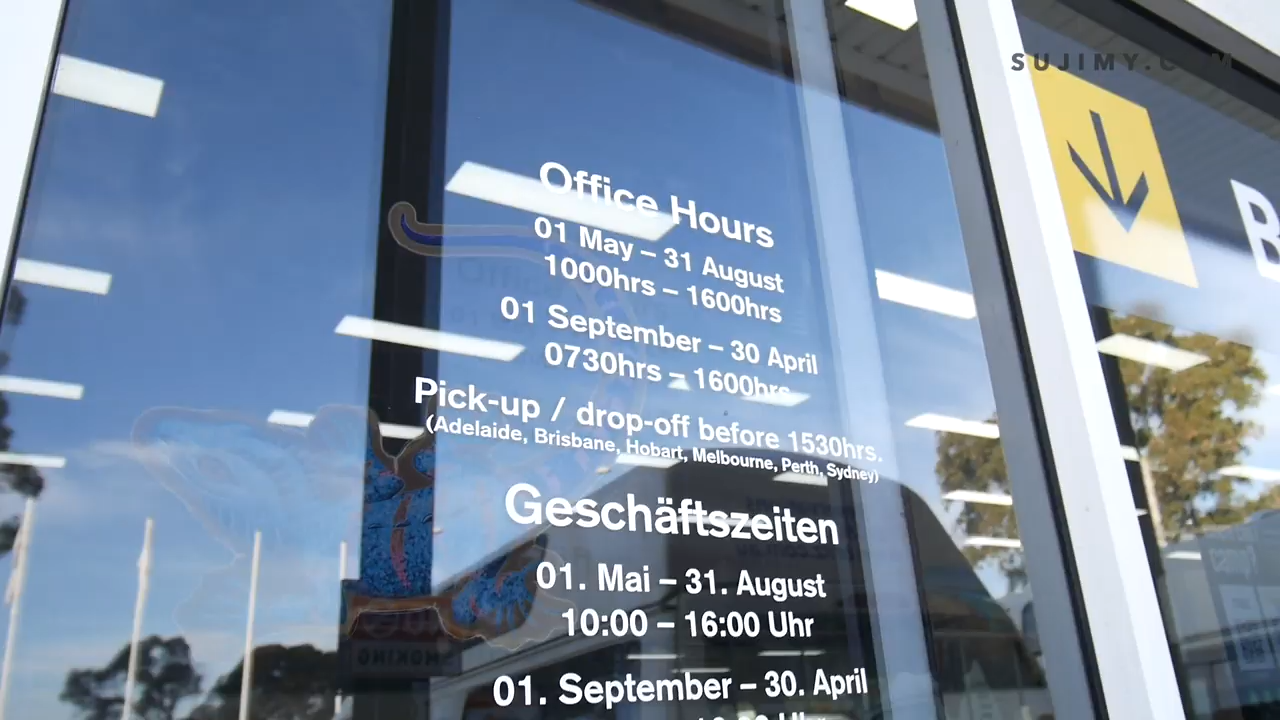 SUJIMY.COM
Office Hours
01 May – 31 August
1000hrs – 1600hrs
01 September – 30 April
0730hrs – 1600hrs
Pick-up / drop-off before 1530hrs.
(Adelaide, Brisbane, Hobart, Melbourne, Perth, Sydney)
Geschäftszeiten
01. Mai – 31. August
10:00 – 16:00 Uhr
01. September – 30. April